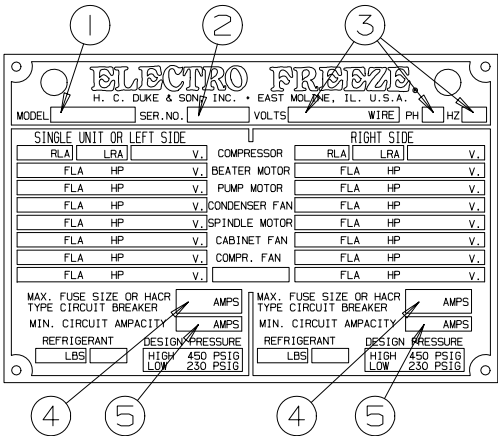 1 2 3
ELECTRO FREEZE
H. C. DUKE & SON, INC. • EAST MOLINE, IL. U.S.A.
MODEL SER.NO. VOLTS WIRE PH HZ
SINGLE UNIT OR LEFT SIDE RIGHT SIDE
RLA LRA V. COMPRESSOR RLA LRA V.
FLA HP V. BEATER MOTOR FLA HP V.
FLA HP V. PUMP MOTOR FLA HP V.
FLA HP V. CONDENSER FAN FLA HP V.
FLA HP V. SPINDLE MOTOR FLA HP V.
FLA HP V. CABINET FAN FLA HP V.
FLA HP V. COMPR. FAN FLA HP V.
FLA HP V. FLA HP V.
MAX. FUSE SIZE OR HACR AMPS MAX. FUSE SIZE OR HACR AMPS
TYPE CIRCUIT BREAKER TYPE CIRCUIT BREAKER
MIN. CIRCUIT AMPACITY AMPS MIN. CIRCUIT AMPACITY AMPS
REFRIGERANT DESIGN PRESSURE REFRIGERANT DESIGN PRESSURE
LBS HIGH 450 PSIG LBS HIGH 450 PSIG
LOW 230 PSIG LOW 230 PSIG
4 5 4 5